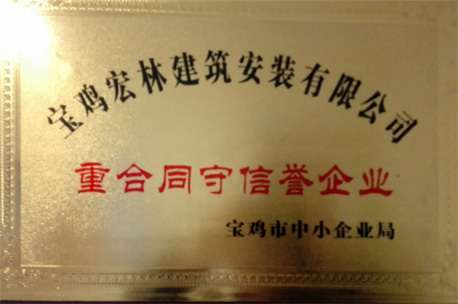 宝鸡宏林建筑安装有限公司
重合同守信誉企业
宝鸡市中小企业局